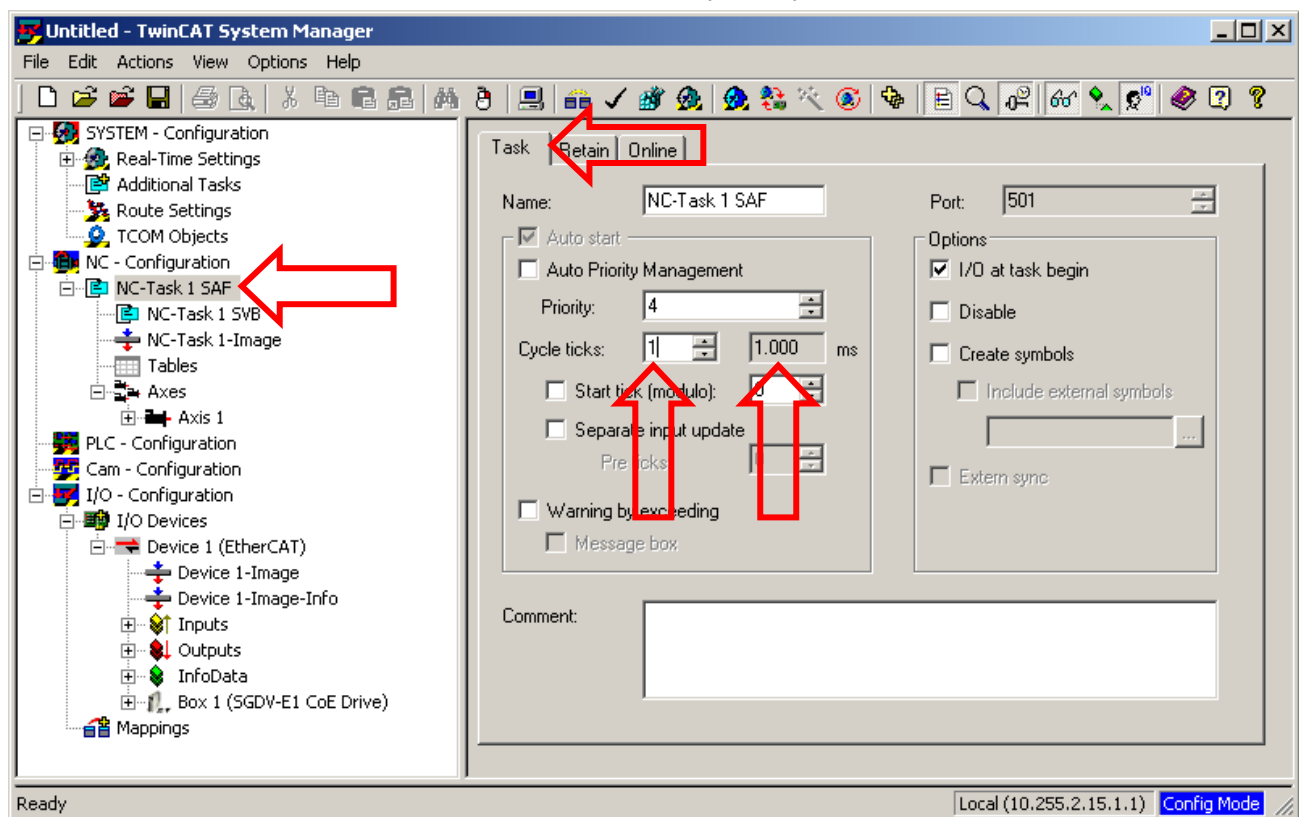 Untitled - TwinCAT System Manager
File Edit Actions View Options Help
SYSTEM - Configuration
Real-Time Settings
Additional Tasks
Route Settings
TCOM Objects
NC - Configuration
NC-Task 1 SAF
NC-Task 1 SVB
NC-Task 1-Image
Tables
Axes
Axis 1
PLC - Configuration
Cam - Configuration
I/O - Configuration
I/O Devices
Device 1 (EtherCAT)
Device 1-Image
Device 1-Image-Info
Inputs
Outputs
InfoData
Box 1 (SGDV-E1 CoE Drive)
Mappings
Task Retain Online
Name: NC-Task 1 SAF Port: 501
Auto start
Auto Priority Management
Priority: 4
Cycle ticks: 1 1.000 ms
Start tick (modulo): 0
Separate input update
Pre ticks
Warning by exceeding
Message box
Options
I/O at task begin
Disable
Create symbols
Include external symbols
...
Extern sync
Comment:
Ready Local (10.255.2.15.1.1) Config Mode